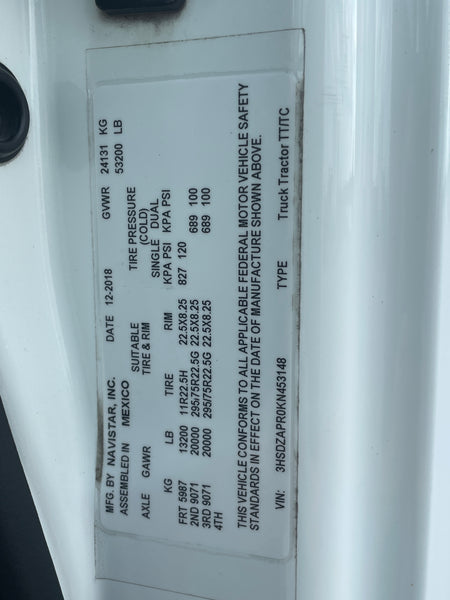 MFG. BY NAVISTAR, INC. DATE 12-2018 GVWR 24131 KG
ASSEMBLED IN MEXICO 53200 LB
SUITABLE TIRE PRESSURE
AXLE GAWR TIRE & RIM (COLD)
SINGLE DUAL
KG LB TIRE RIM KPA PSI KPA PSI
FRT 5987 13200 11R22.5H 22.5X8.25 827 120
2ND 9071 20000 295/75R22.5G 22.5X8.25 689 100
3RD 9071 20000 295/75R22.5G 22.5X8.25 689 100
4TH
THIS VEHICLE CONFORMS TO ALL APPLICABLE FEDERAL MOTOR VEHICLE SAFETY
STANDARDS IN EFFECT ON THE DATE OF MANUFACTURE SHOWN ABOVE.
VIN: 3HSDZAPR0KN453148 TYPE Truck Tractor TT/TC